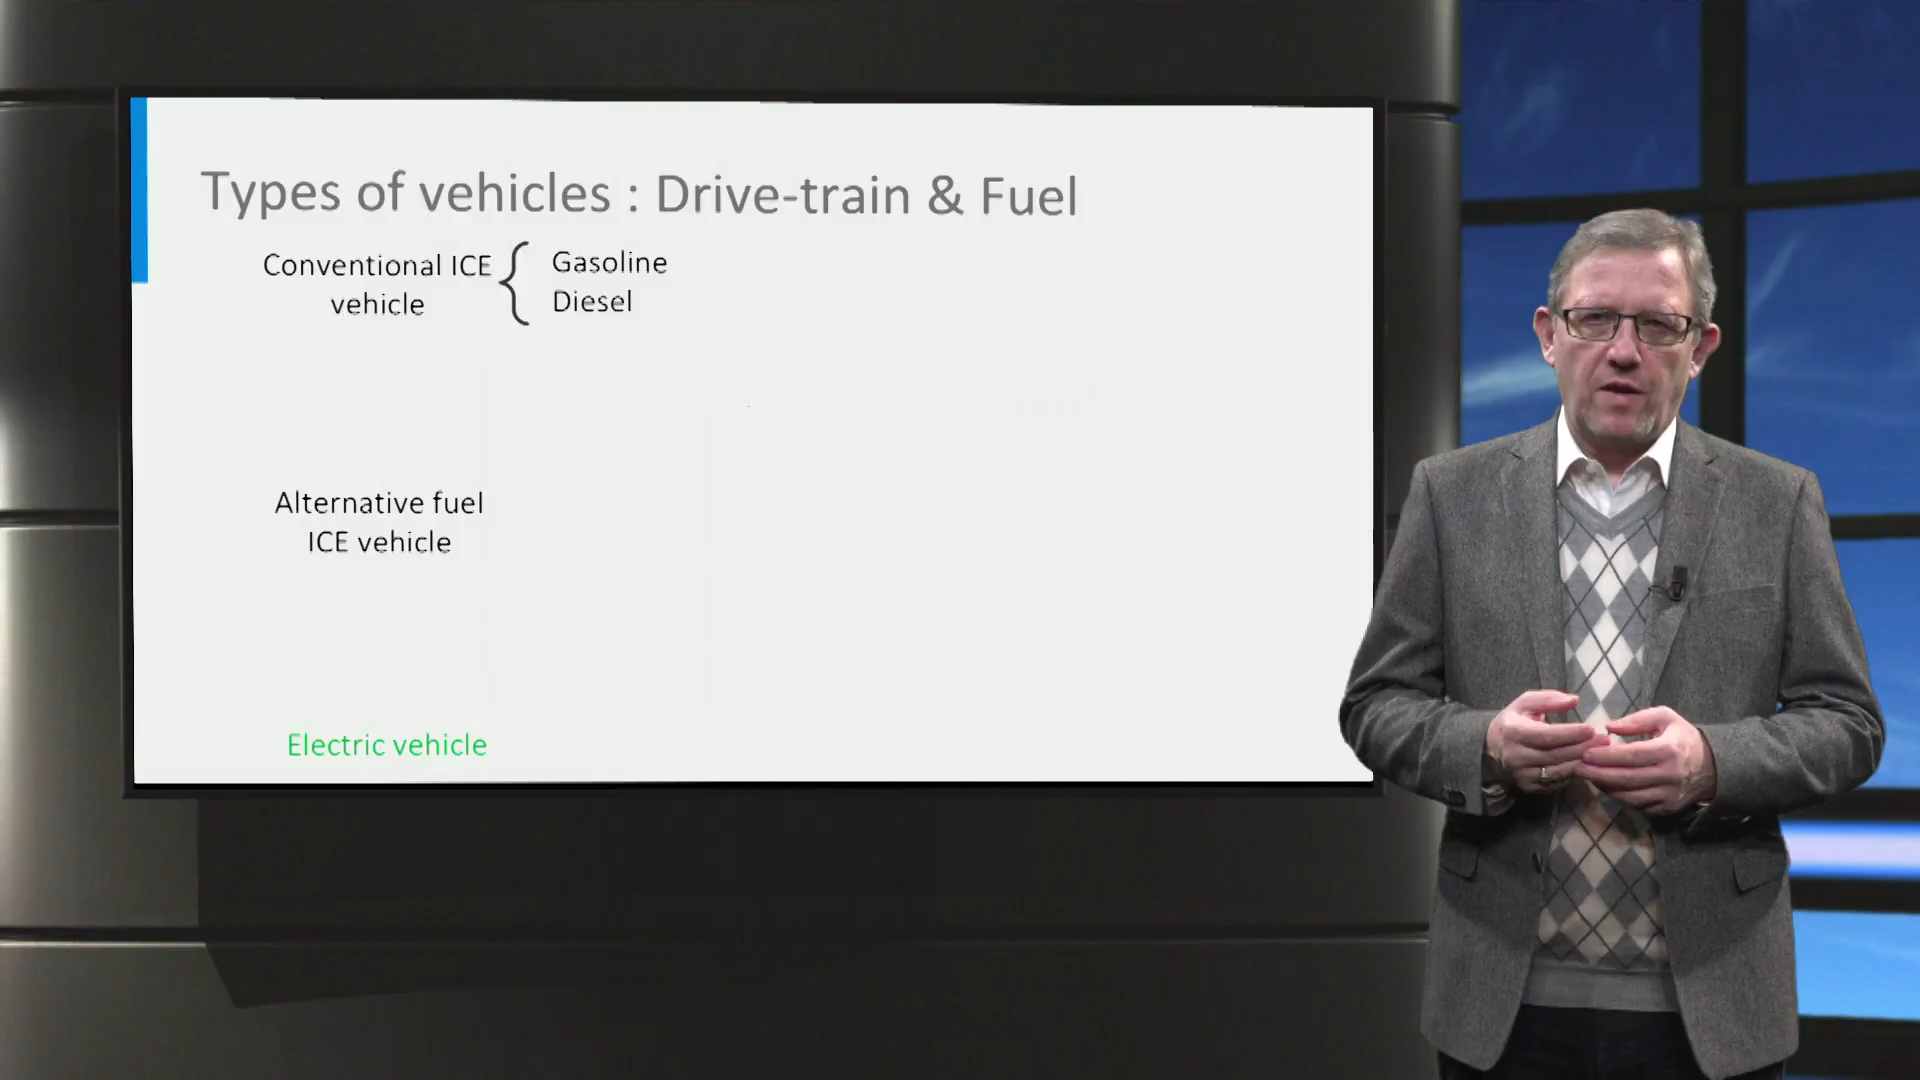 Types of vehicles : Drive-train & Fuel
Conventional ICE
vehicle
Gasoline
Diesel
Alternative fuel
ICE vehicle
Electric vehicle